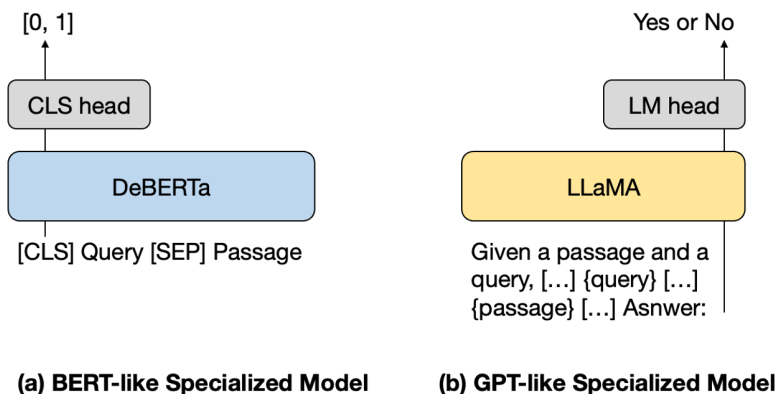 [0, 1]
CLS head
DeBERTa
[CLS] Query [SEP] Passage
(a) BERT-like Specialized Model
Yes or No
LM head
LLaMA
Given a passage and a
query, [...] {query} [...]
{passage} [...] Asnwer:
(b) GPT-like Specialized Model